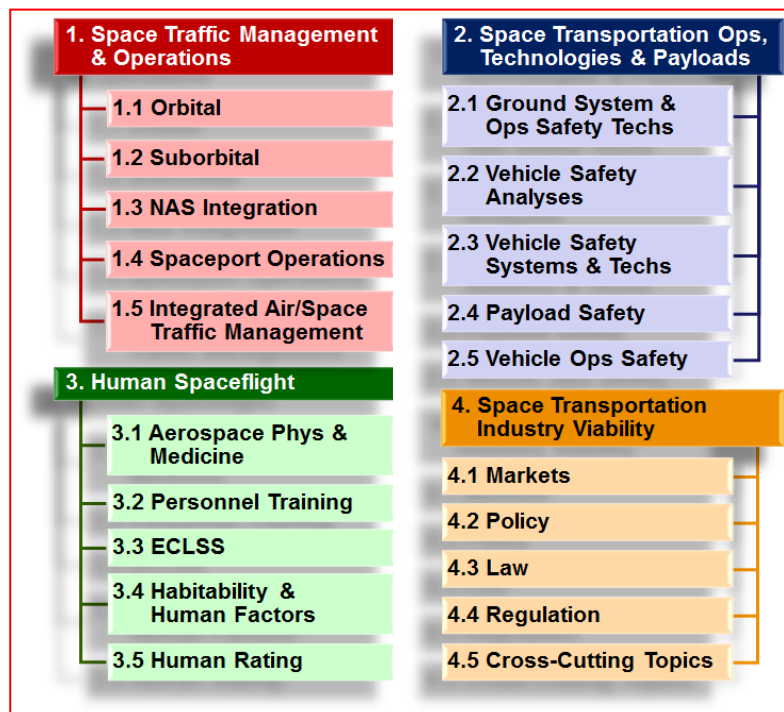 1. Space Traffic Management
& Operations
1.1 Orbital
1.2 Suborbital
1.3 NAS Integration
1.4 Spaceport Operations
1.5 Integrated Air/Space
Traffic Management
2. Space Transportation Ops,
Technologies & Payloads
2.1 Ground System &
Ops Safety Techs
2.2 Vehicle Safety
Analyses
2.3 Vehicle Safety
Systems & Techs
2.4 Payload Safety
2.5 Vehicle Ops Safety
3. Human Spaceflight
3.1 Aerospace Phys &
Medicine
3.2 Personnel Training
3.3 ECLSS
3.4 Habitability &
Human Factors
3.5 Human Rating
4. Space Transportation
Industry Viability
4.1 Markets
4.2 Policy
4.3 Law
4.4 Regulation
4.5 Cross-Cutting Topics